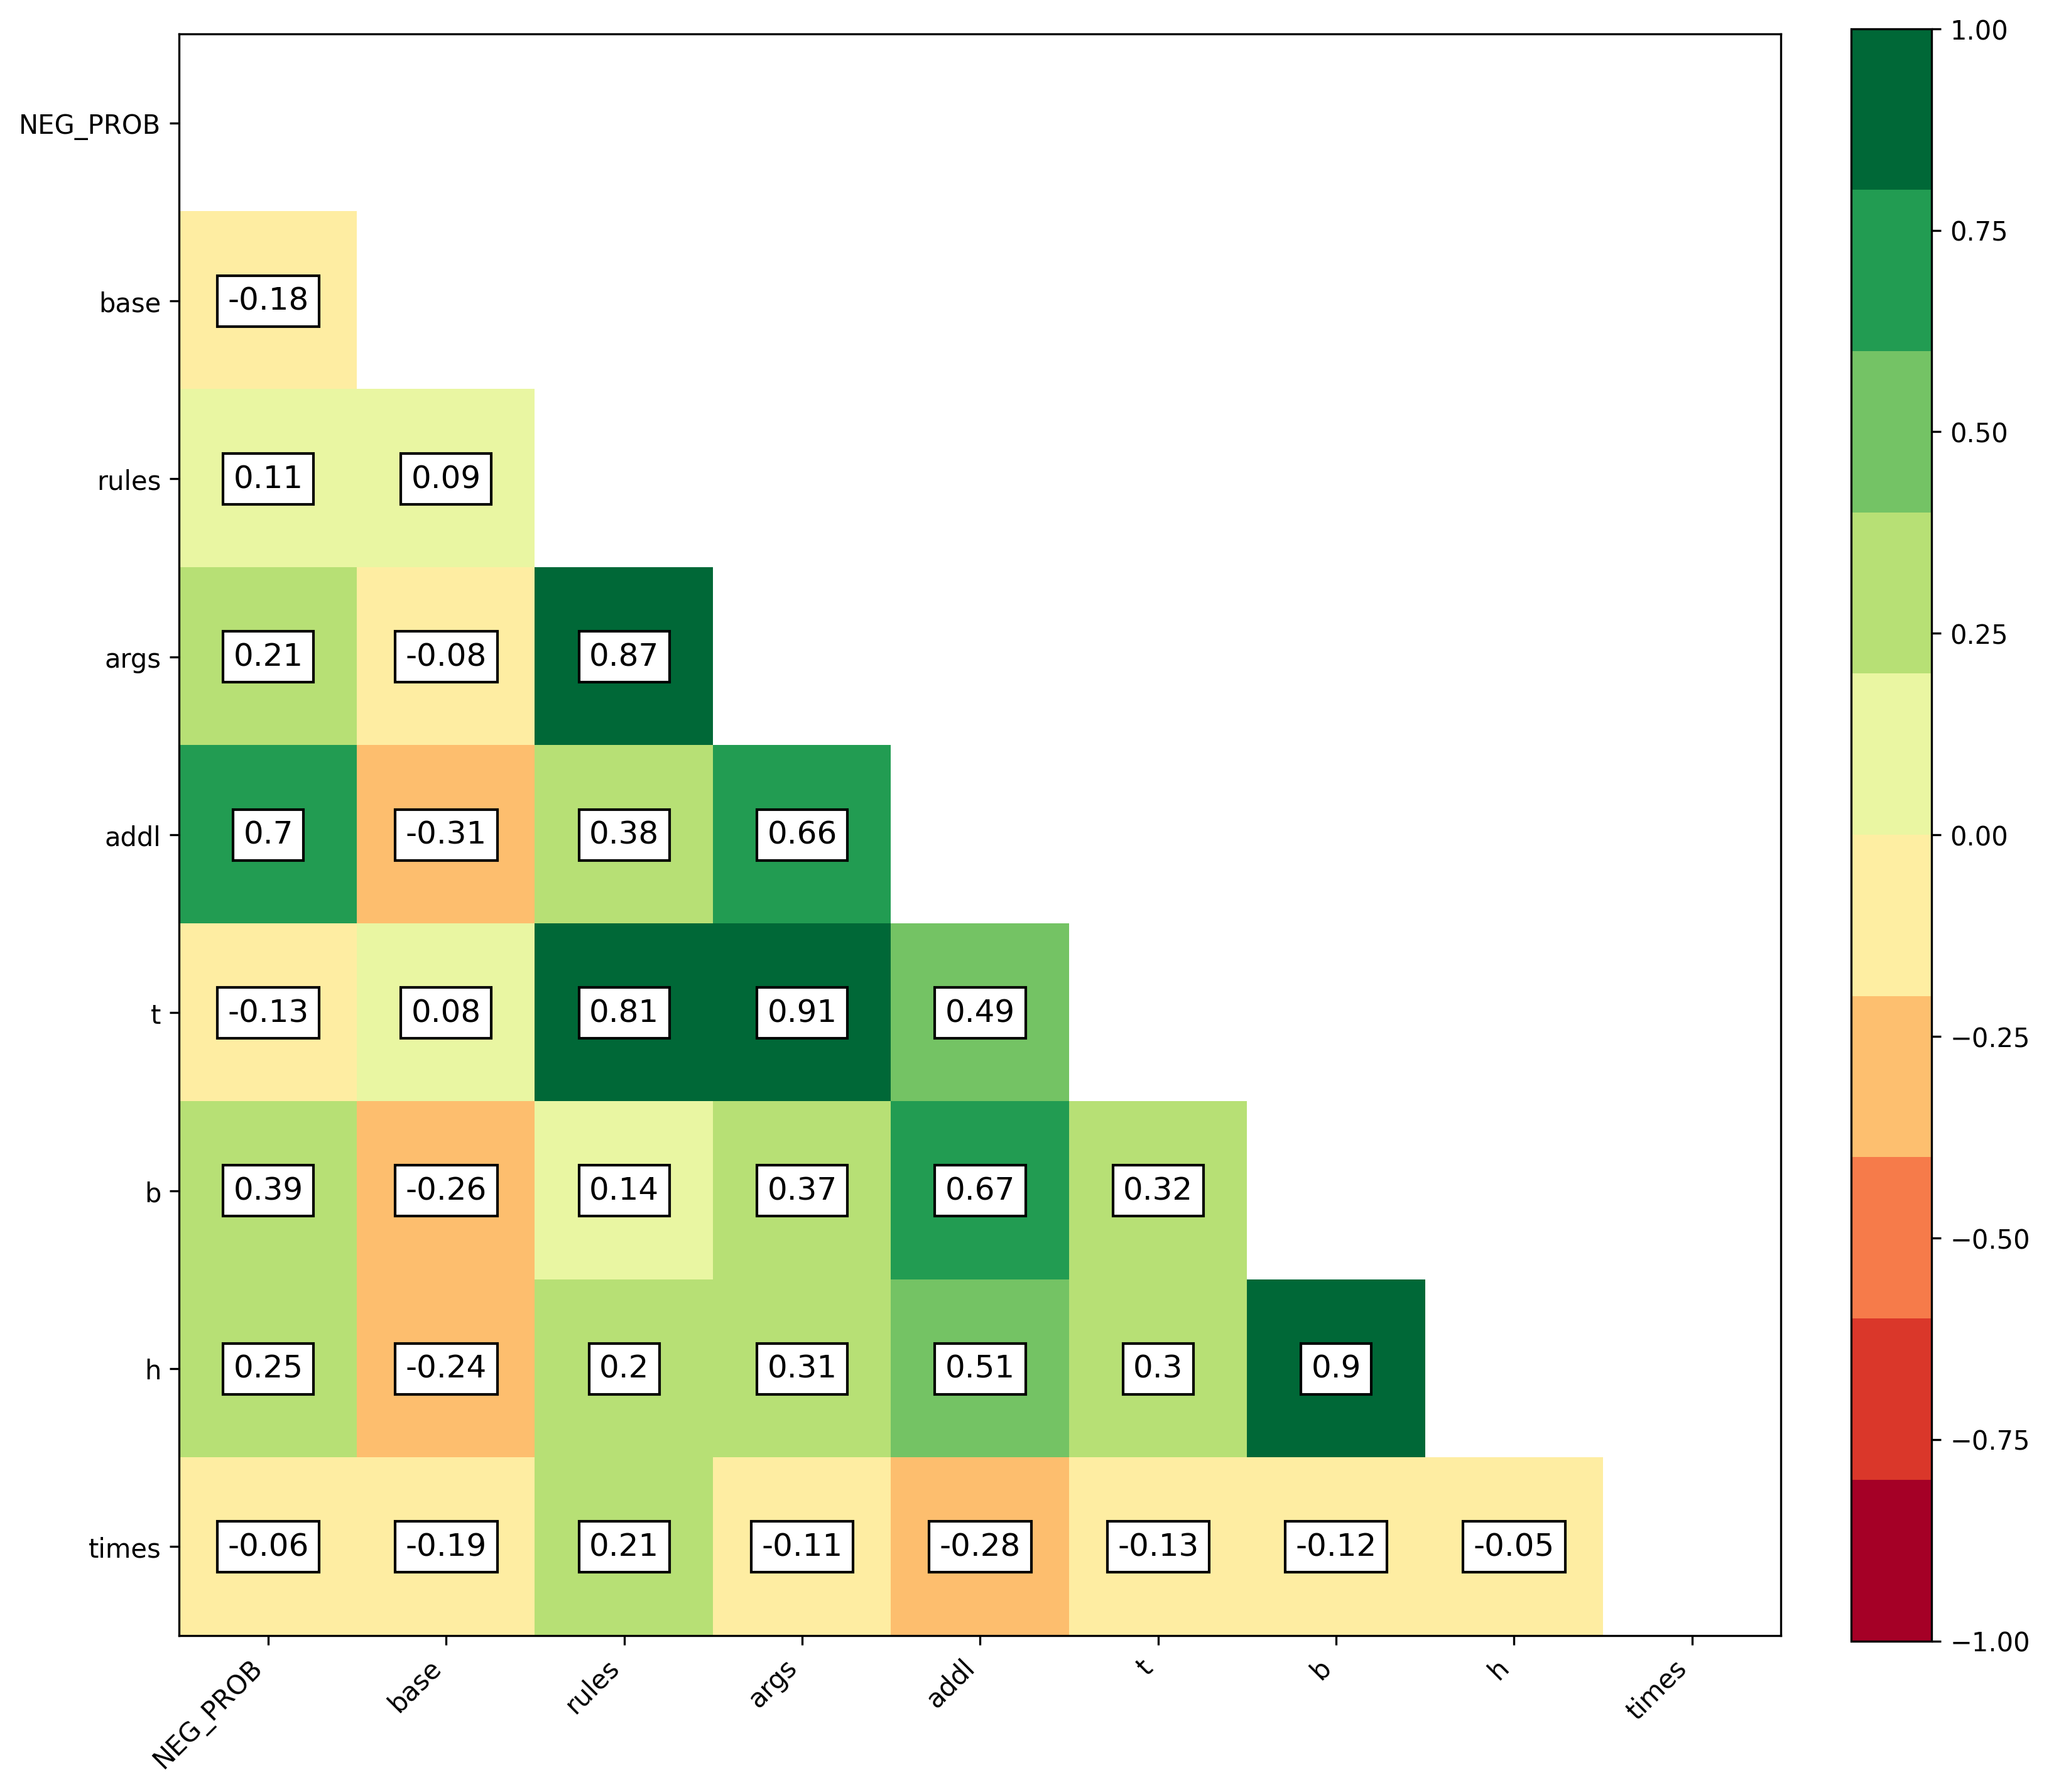 1.00
NEG_PROB
0.75
base -0.18
0.50
rules 0.11 0.09
0.25
args 0.21 -0.08 0.87
0.00
addl 0.7 -0.31 0.38 0.66
t -0.13 0.08 0.81 0.91 0.49
−0.25
b 0.39 -0.26 0.14 0.37 0.67 0.32
−0.50
h 0.25 -0.24 0.2 0.31 0.51 0.3 0.9
−0.75
times -0.06 -0.19 0.21 -0.11 -0.28 -0.13 -0.12 -0.05
−1.00
NEG_PROB base rules args addl t b h times